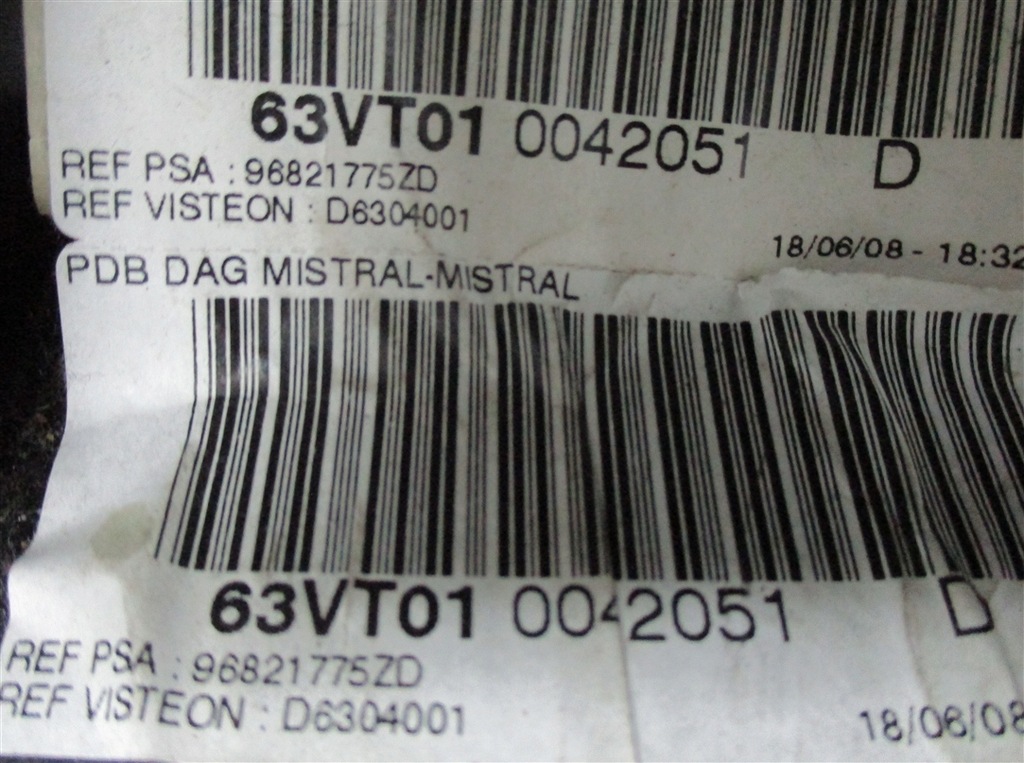 63VT01 0042051 D
REF PSA : 96821775ZD
REF VISTEON : D6304001
18/06/08 - 18:32
PDB DAG MISTRAL-MISTRAL
63VT01 0042051 D
REF PSA : 96821775ZD
REF VISTEON : D6304001
18/06/08